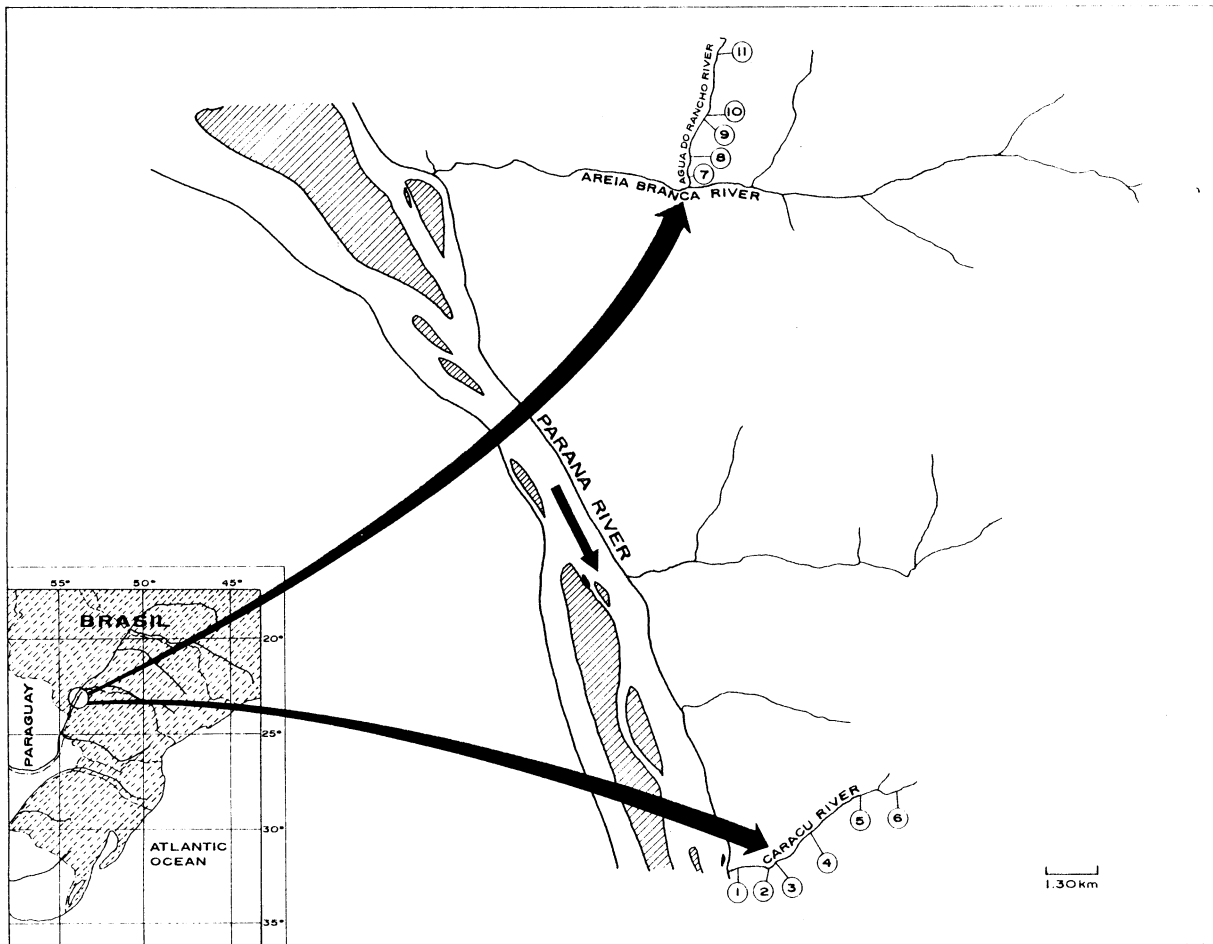 11
AGUA DO RANCHO RIVER
10
9
8
7
AREIA BRANCA RIVER
PARANA RIVER
55° 50° 45°
BRASIL
20°
PARAGUAY
25°
30°
ATLANTIC
OCEAN
35°
CARACU RIVER
1
2
3
4
5
6
1.30km